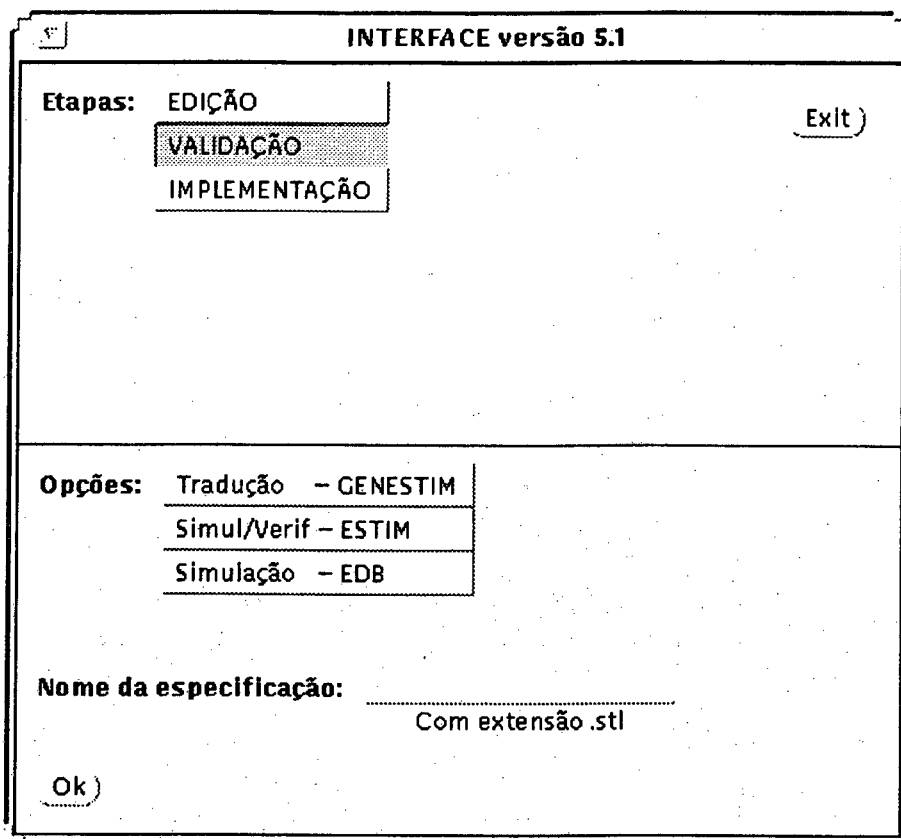 INTERFACE versão 5.1
Etapas: EDIÇÃO
Exit
VALIDAÇÃO
IMPLEMENTAÇÃO
Opções: Tradução – GENESTIM
Simul/Verif – ESTIM
Simulação – EDB
Nome da especificação:
Com extensão .stl
Ok